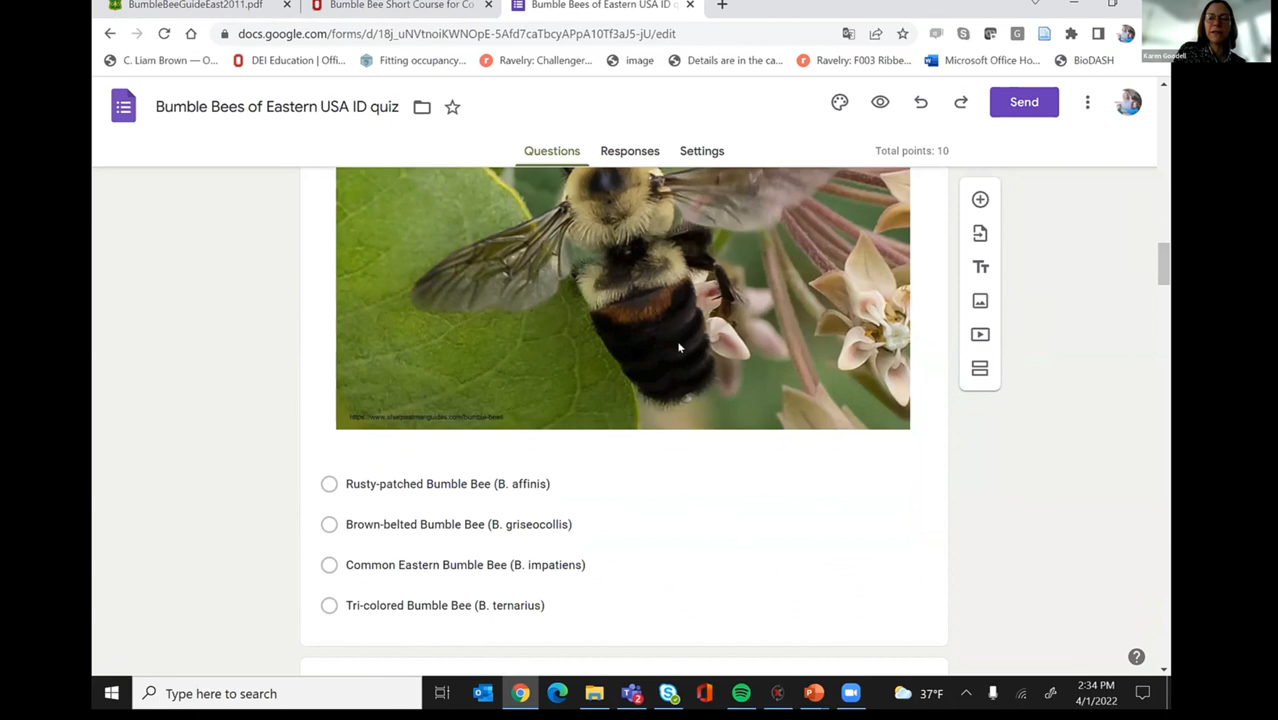 BumbleBeeGuideEast2011.pdf
Bumble Bee Short Course for Co
Bumble Bees of Eastern USA ID q
docs.google.com/forms/d/18j_uNVtnoiKWNOpE-5Afd7caTbcyAPpA10Tf3aJ5-jU/edit
Karen Goodell
C. Liam Brown — O...
DEI Education | Offi...
Fitting occupancy...
Ravelry: Challenger...
image
Details are in the ca...
Ravelry: F003 Ribbe...
Microsoft Office Ho...
BioDASH
Bumble Bees of Eastern USA ID quiz
Send
Questions
Responses
Settings
Total points: 10
Rusty-patched Bumble Bee (B. affinis)
Brown-belted Bumble Bee (B. griseocollis)
Common Eastern Bumble Bee (B. impatiens)
Tri-colored Bumble Bee (B. ternarius)
Type here to search
37°F
2:34 PM
4/1/2022